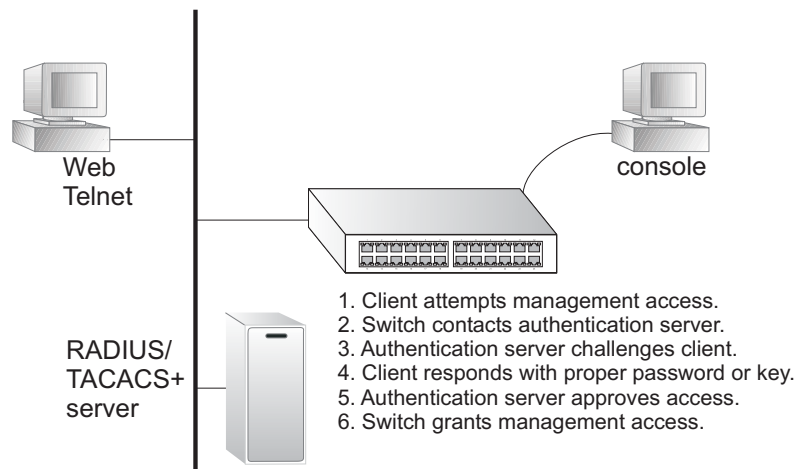 Web
Telnet
console
RADIUS/
TACACS+
server
1. Client attempts management access.
2. Switch contacts authentication server.
3. Authentication server challenges client.
4. Client responds with proper password or key.
5. Authentication server approves access.
6. Switch grants management access.